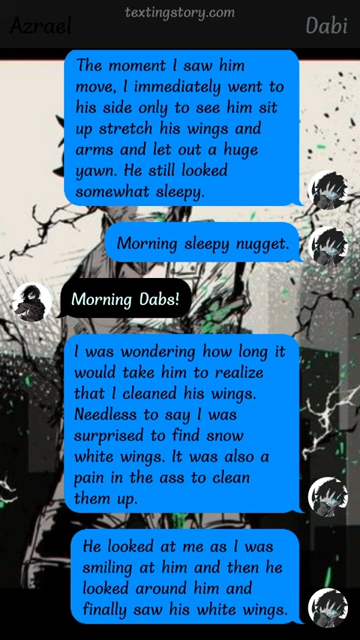 textingstory.com
Azrael Dabi
The moment I saw him
move, I immediately went to
his side only to see him sit
up stretch his wings and
arms and let out a huge
yawn. He still looked
somewhat sleepy.
Morning sleepy nugget.
Morning Dabs!
I was wondering how long it
would take him to realize
that I cleaned his wings.
Needless to say I was
surprised to find snow
white wings. It was also a
pain in the ass to clean
them up.
He looked at me as I was
smiling at him and then he
looked around him and
finally saw his white wings.